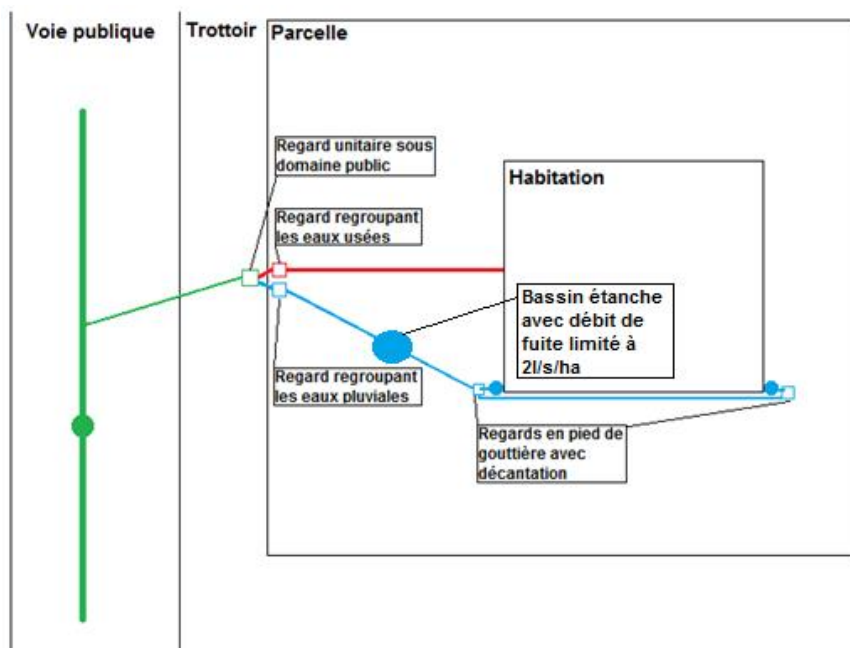 Voie publique
Trottoir
Parcelle
Regard unitaire sous
domaine public
Habitation
Regard regroupant
les eaux usées
Bassin étanche
avec débit de
fuite limité à
2l/s/ha
Regard regroupant
les eaux pluviales
Regards en pied de
gouttière avec
décantation